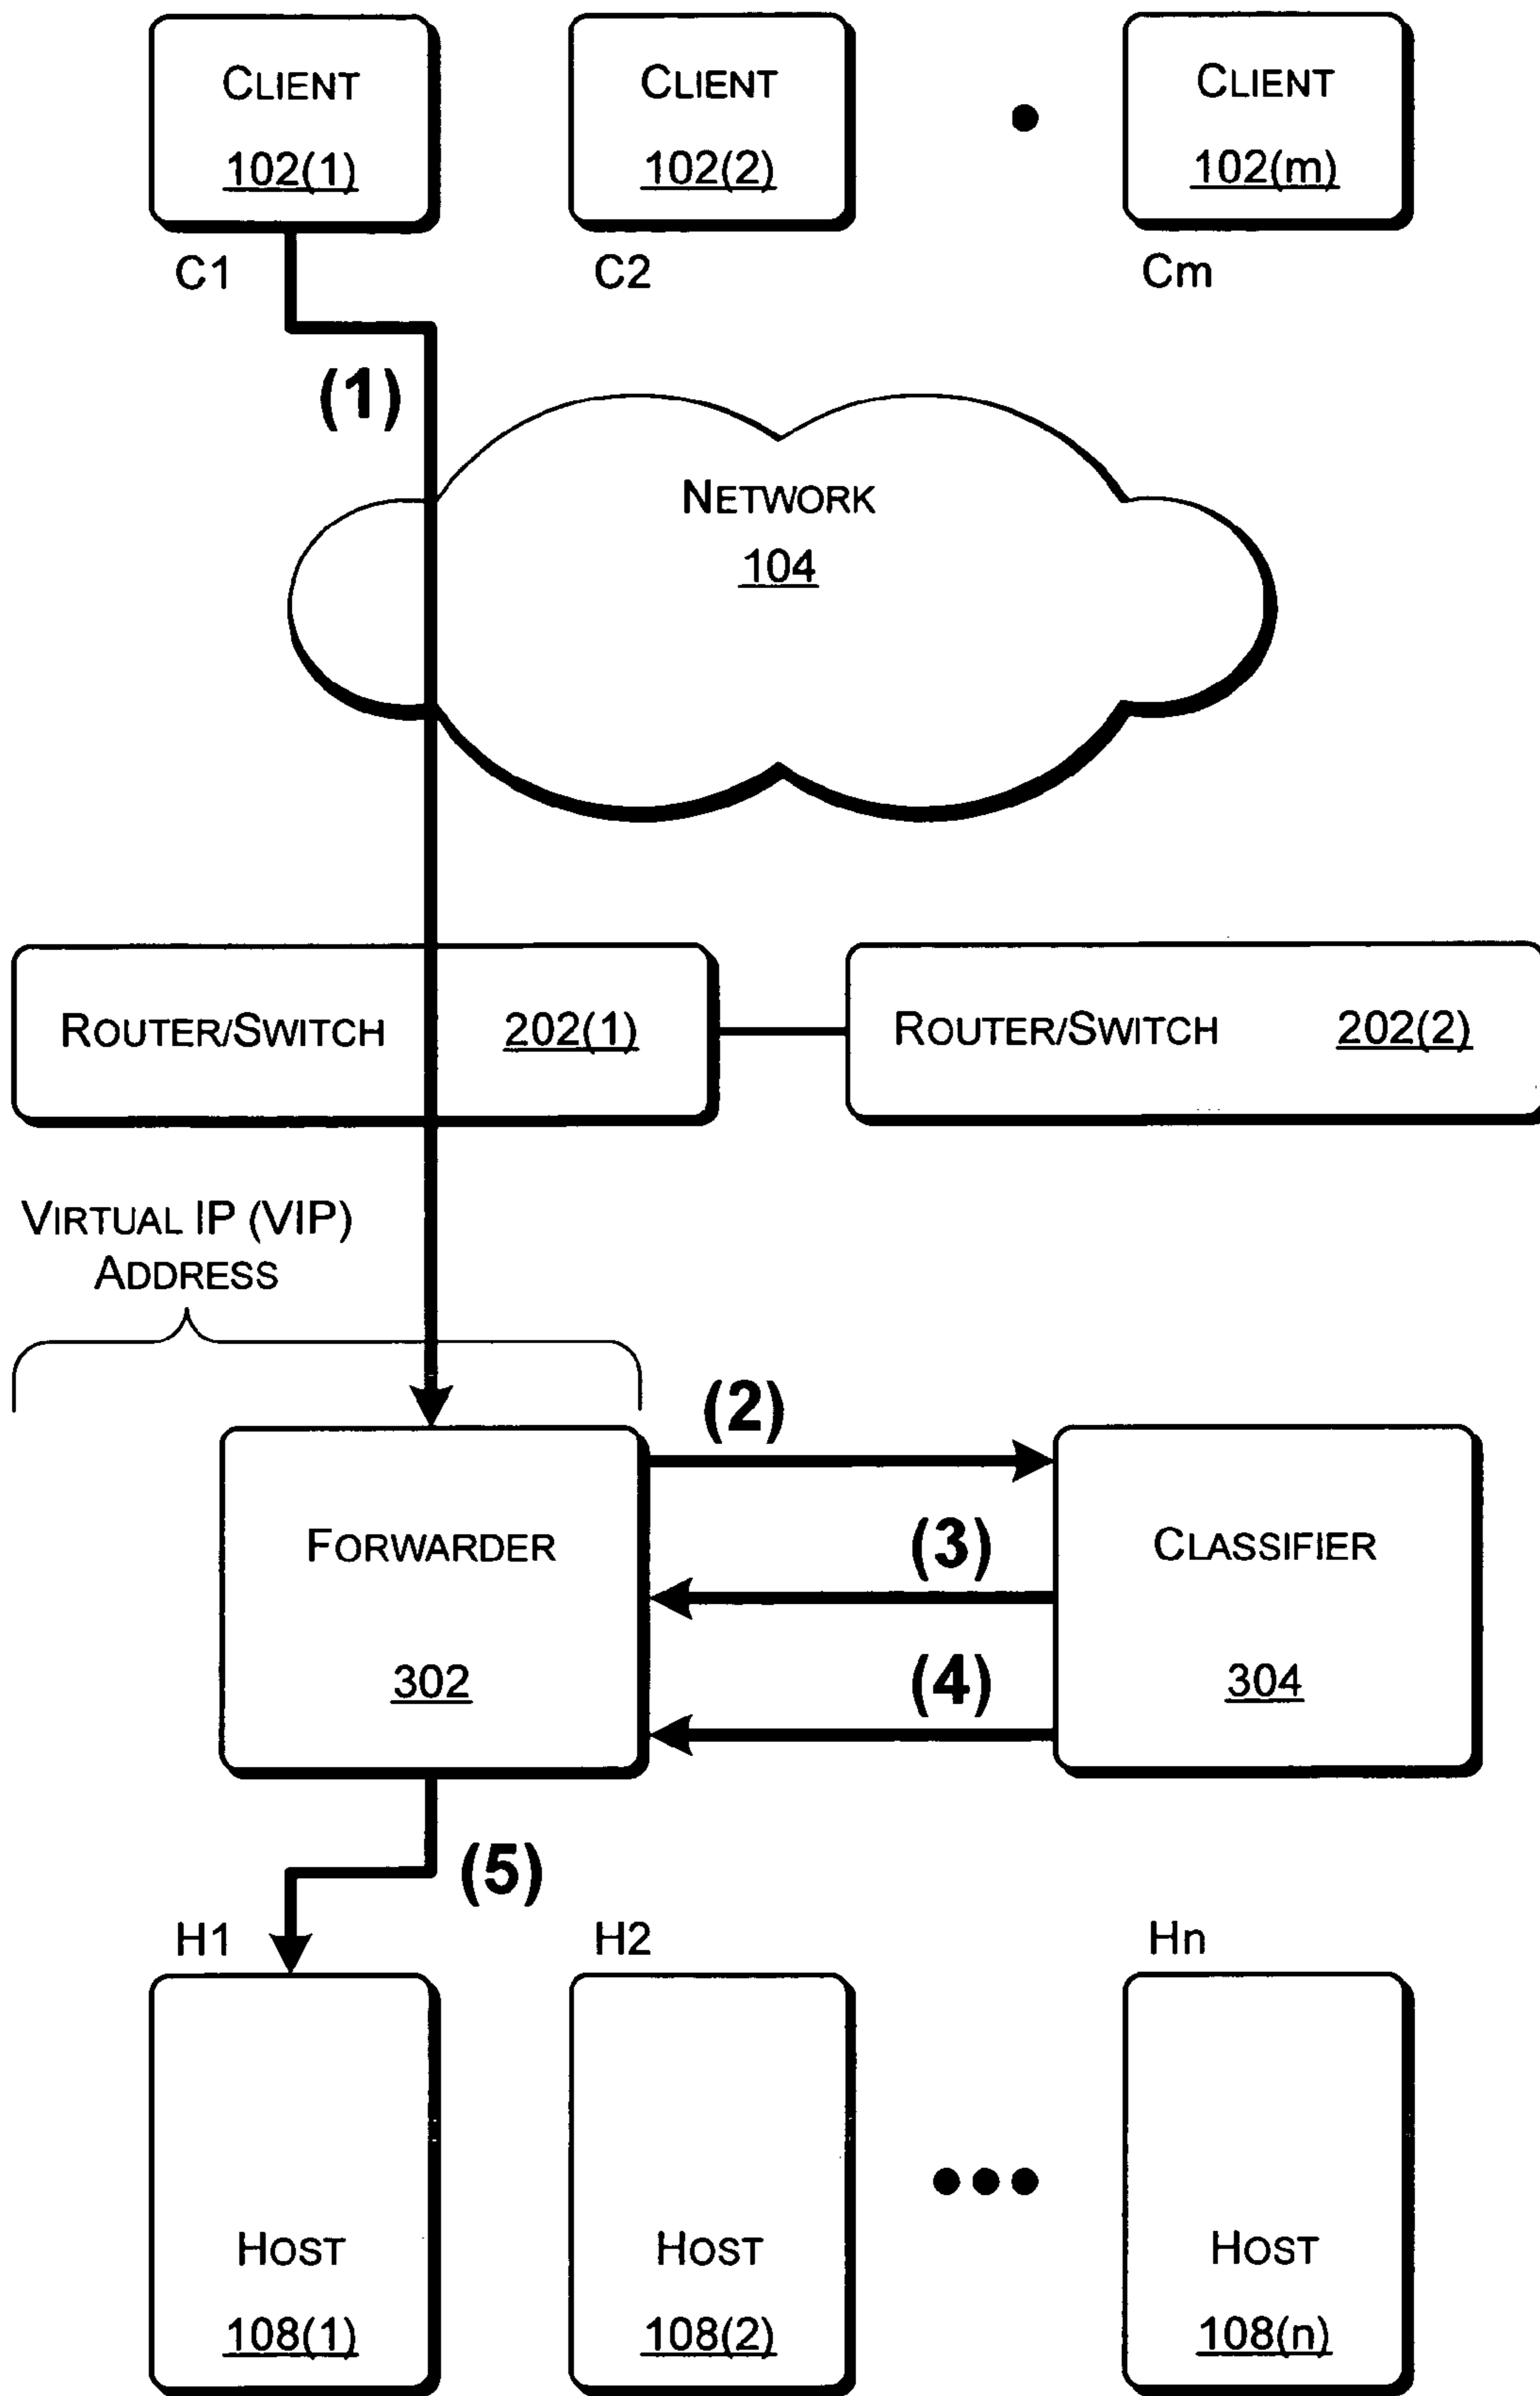 CLIENT
102(1)
CLIENT
102(2)
CLIENT
102(m)
C1
C2
Cm
(1)
NETWORK
104
ROUTER/SWITCH 202(1)
ROUTER/SWITCH 202(2)
VIRTUAL IP (VIP)
ADDRESS
(2)
FORWARDER
302
(3)
(4)
CLASSIFIER
304
(5)
H1
H2
Hn
HOST
108(1)
HOST
108(2)
HOST
108(n)